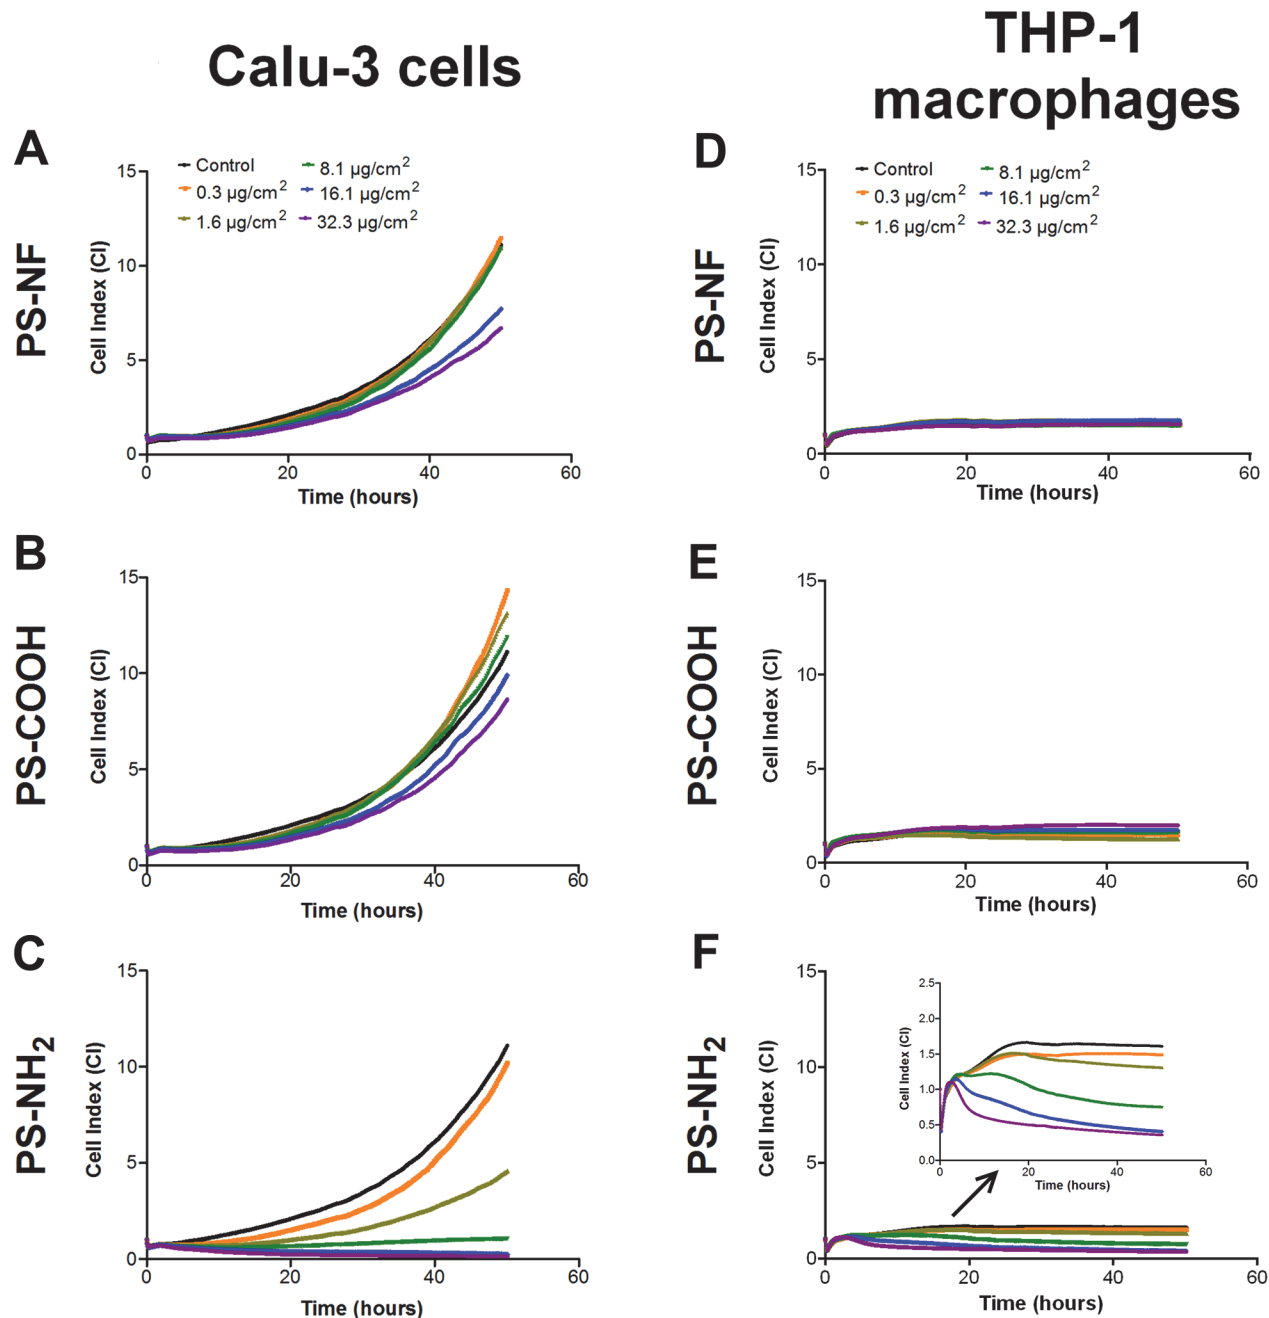 Calu-3 cells
THP-1
macrophages
A
PS-NF
Cell Index (CI)
15
10
5
0
Control
0.3 µg/cm2
1.6 µg/cm2
8.1 µg/cm2
16.1 µg/cm2
32.3 µg/cm2
0 20 40 60
Time (hours)
D
PS-NF
Cell Index (CI)
15
10
5
0
Control
0.3 µg/cm2
1.6 µg/cm2
8.1 µg/cm2
16.1 µg/cm2
32.3 µg/cm2
0 20 40 60
Time (hours)
B
PS-COOH
Cell Index (CI)
15
10
5
0
0 20 40 60
Time (hours)
E
PS-COOH
Cell Index (CI)
15
10
5
0
0 20 40 60
Time (hours)
C
PS-NH2
Cell Index (CI)
15
10
5
0
0 20 40 60
Time (hours)
F
PS-NH2
Cell Index (CI)
15
10
5
0
0 20 40 60
Time (hours)
Cell Index (CI)
2.5
2.0
1.5
1.0
0.5
0.0
0 20 40 60
Time (hours)